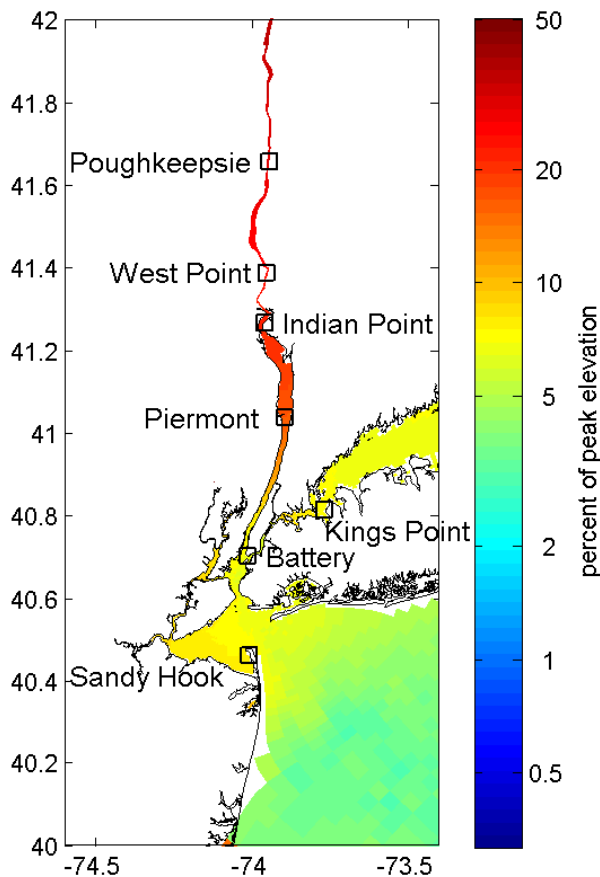 42
41.8
41.6
41.4
41.2
41
40.8
40.6
40.4
40.2
40
-74.5
-74
-73.5
Poughkeepsie
West Point
Indian Point
Piermont
Kings Point
Battery
Sandy Hook
50
20
10
5
2
1
0.5
percent of peak elevation